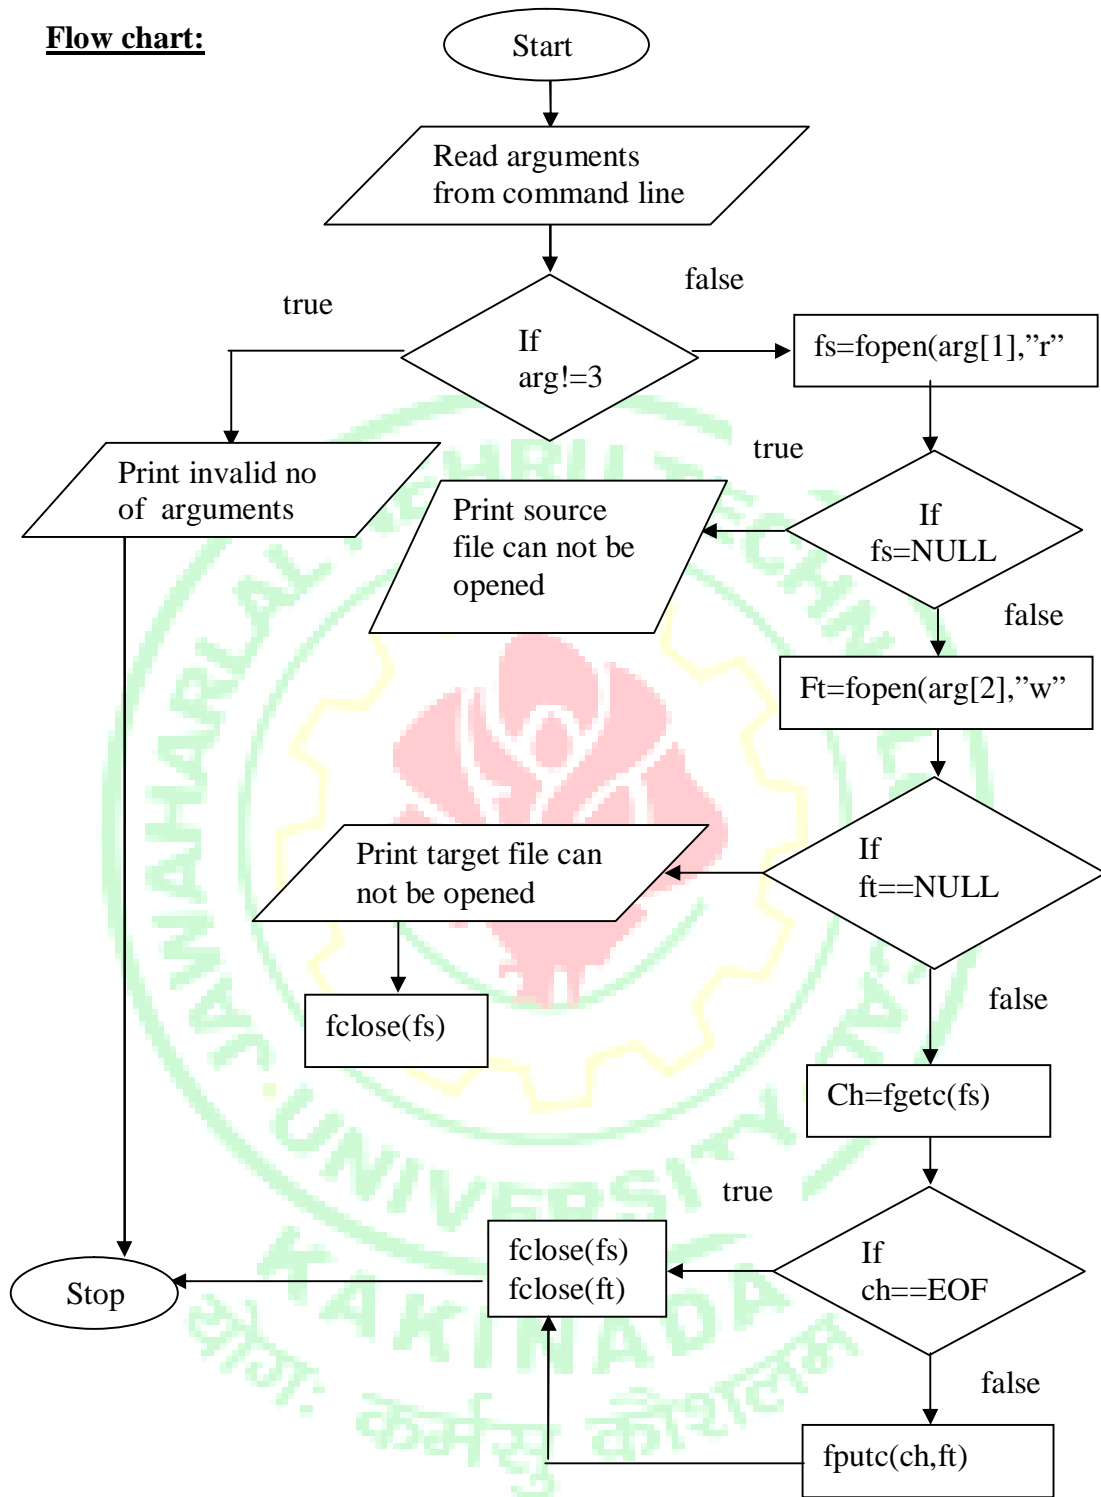 Flow chart:
Start
Read arguments
from command line
true
false
If
arg!=3
fs=fopen(arg[1],”r”
Print invalid no
of  arguments
true
Print source
file can not be
opened
If
fs=NULL
false
Ft=fopen(arg[2],”w”
Print target file can
not be opened
If
ft==NULL
fclose(fs)
false
Ch=fgetc(fs)
true
fclose(fs)
fclose(ft)
If
ch==EOF
Stop
false
fputc(ch,ft)
JAWAHARLAL
UNIVERSITY
KAKINADA